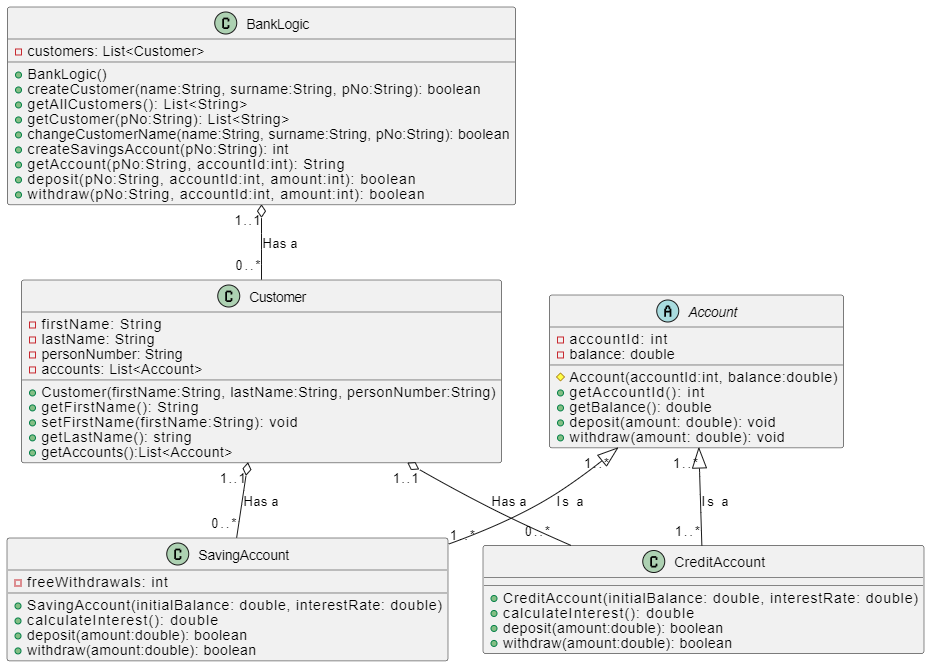 C BankLogic
customers: List<Customer>
BankLogic()
createCustomer(name:String, surname:String, pNo:String): boolean
getAllCustomers(): List<String>
getCustomer(pNo:String): List<String>
changeCustomerName(name:String, surname:String, pNo:String): boolean
createSavingsAccount(pNo:String): int
getAccount(pNo:String, accountId:int): String
deposit(pNo:String, accountId:int, amount:int): boolean
withdraw(pNo:String, accountId:int, amount:int): boolean
1..1
Has a
0..*
C Customer
firstName: String
lastName: String
personNumber: String
accounts: List<Account>
Customer(firstName:String, lastName:String, personNumber:String)
getFirstName(): String
setFirstName(firstName:String): void
getLastName(): string
getAccounts():List<Account>
A Account
accountId: int
balance: double
Account(accountId:int, balance:double)
getAccountId(): int
getBalance(): double
deposit(amount: double): void
withdraw(amount: double): void
1..1
1..1
1..*
1..*
Has a
Has a
Is a
Is a
0..*
1..*
0..*
1..*
C SavingAccount
freeWithdrawals: int
SavingAccount(initialBalance: double, interestRate: double)
calculateInterest(): double
deposit(amount:double): boolean
withdraw(amount:double): boolean
C CreditAccount
CreditAccount(initialBalance: double, interestRate: double)
calculateInterest(): double
deposit(amount:double): boolean
withdraw(amount:double): boolean